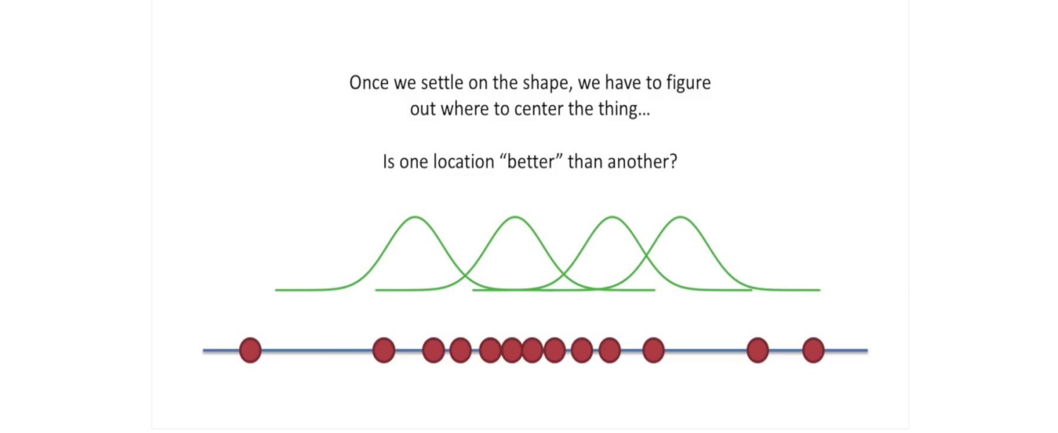 Once we settle on the shape, we have to figure
out where to center the thing...
Is one location “better” than another?